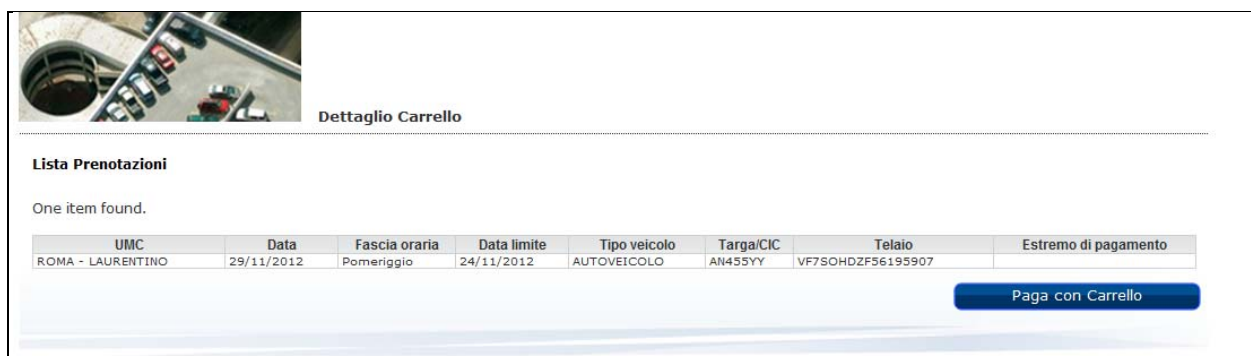 Dettaglio Carrello
Lista Prenotazioni
One item found.
UMC Data Fascia oraria Data limite Tipo veicolo Targa/CIC Telaio Estremo di pagamento
ROMA - LAURENTINO 29/11/2012 Pomeriggio 24/11/2012 AUTOVEICOLO AN455YY VF7SOHDZF56195907
Paga con Carrello